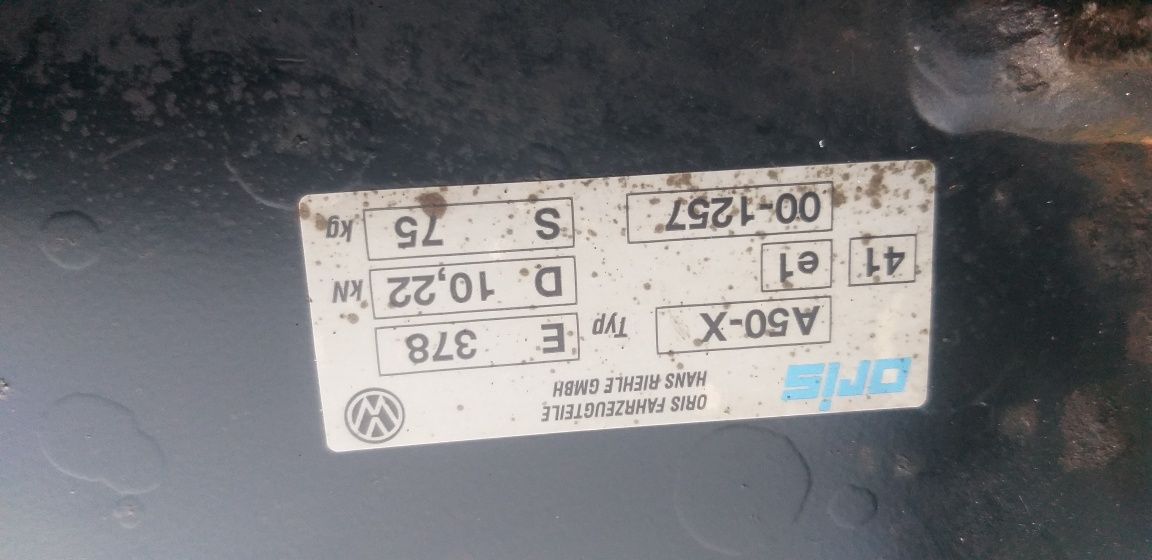 oris ORIS FAHRZEUGTEILE
HANS RIEHLE GMBH
A50-X Typ E 378
41 e1 D 10,22 kN
00-1257 S 75 kg